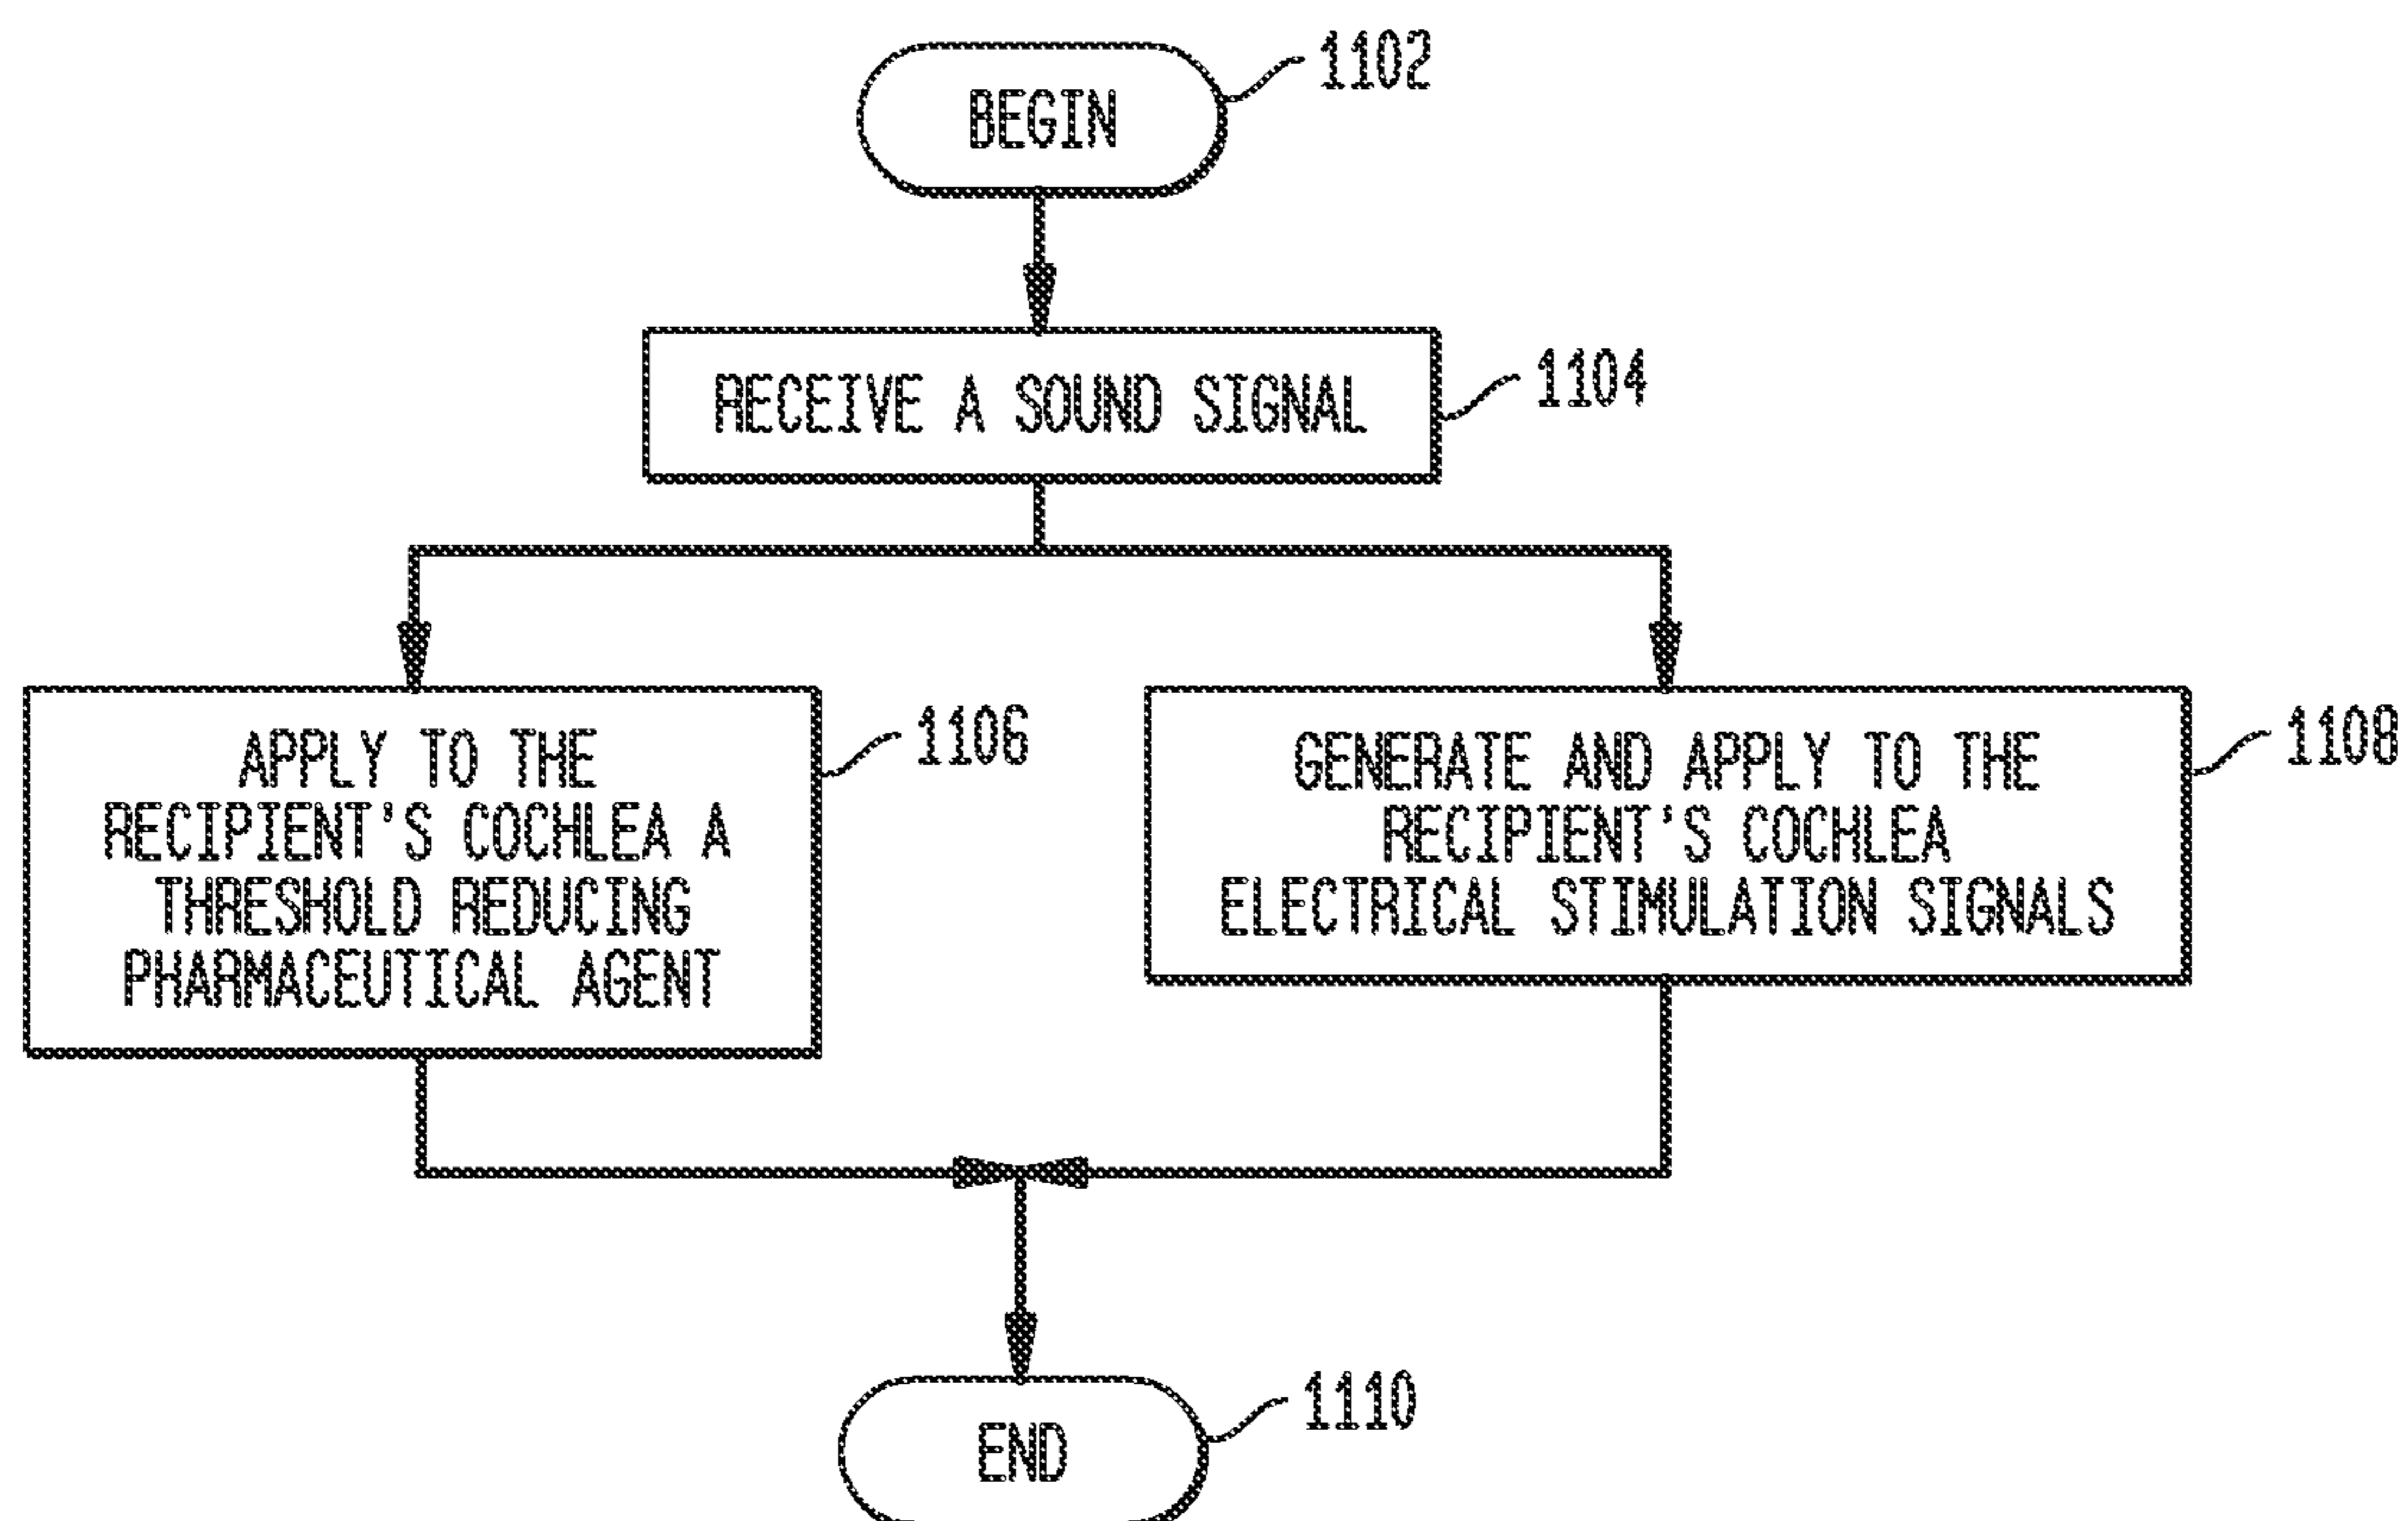 BEGIN
1102
RECEIVE A SOUND SIGNAL
1104
APPLY TO THE
RECIPIENT'S COCHLEA A
THRESHOLD REDUCING
PHARMACEUTICAL AGENT
1106
GENERATE AND APPLY TO THE
RECIPIENT'S COCHLEA
ELECTRICAL STIMULATION SIGNALS
1108
END
1110